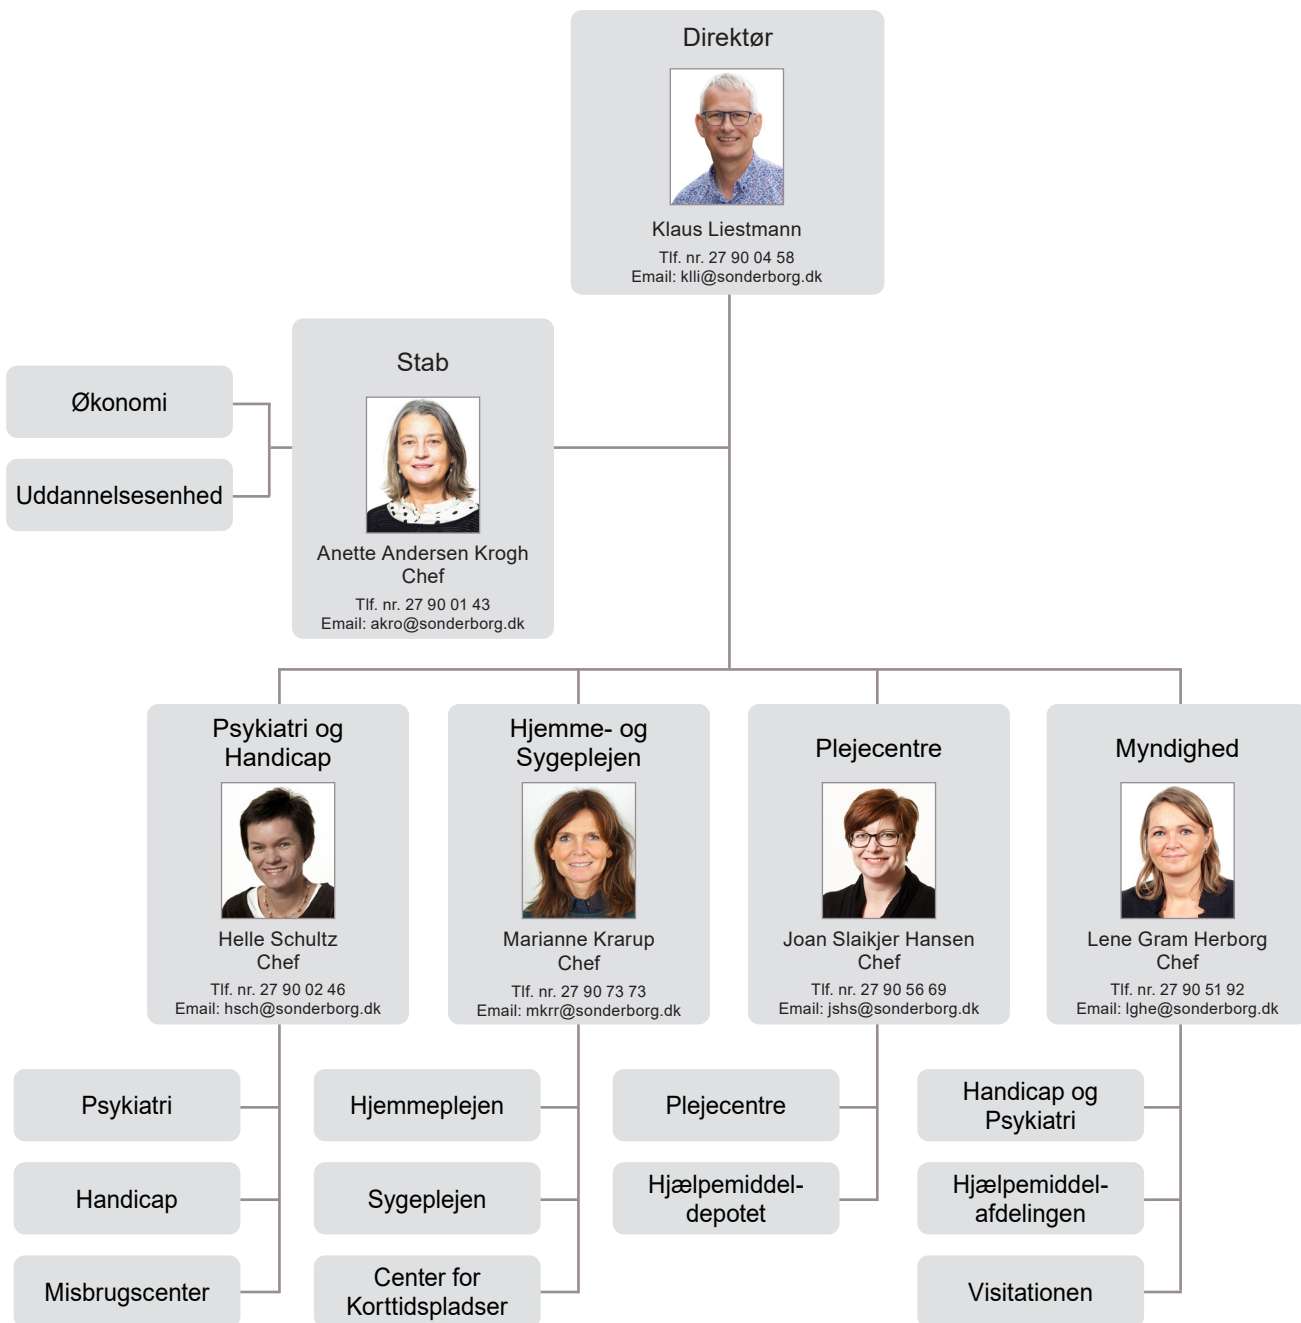 Direktør
Klaus Liestmann
Tlf. nr. 27 90 04 58
Email: klli@sonderborg.dk
Stab
Anette Andersen Krogh
Chef
Tlf. nr. 27 90 01 43
Email: akro@sonderborg.dk
Økonomi
Uddannelsesenhed
Psykiatri og
Handicap
Helle Schultz
Chef
Tlf. nr. 27 90 02 46
Email: hsch@sonderborg.dk
Psykiatri
Handicap
Misbrugscenter
Hjemme- og
Sygeplejen
Marianne Krarup
Chef
Tlf. nr. 27 90 73 73
Email: mkrr@sonderborg.dk
Hjemmeplejen
Sygeplejen
Center for
Korttidspladser
Plejecentre
Joan Slaikjer Hansen
Chef
Tlf. nr. 27 90 56 69
Email: jshs@sonderborg.dk
Plejecentre
Hjælpemiddel-
depotet
Myndighed
Lene Gram Herborg
Chef
Tlf. nr. 27 90 51 92
Email: lghe@sonderborg.dk
Handicap og
Psykiatri
Hjælpemiddel-
afdelingen
Visitationen